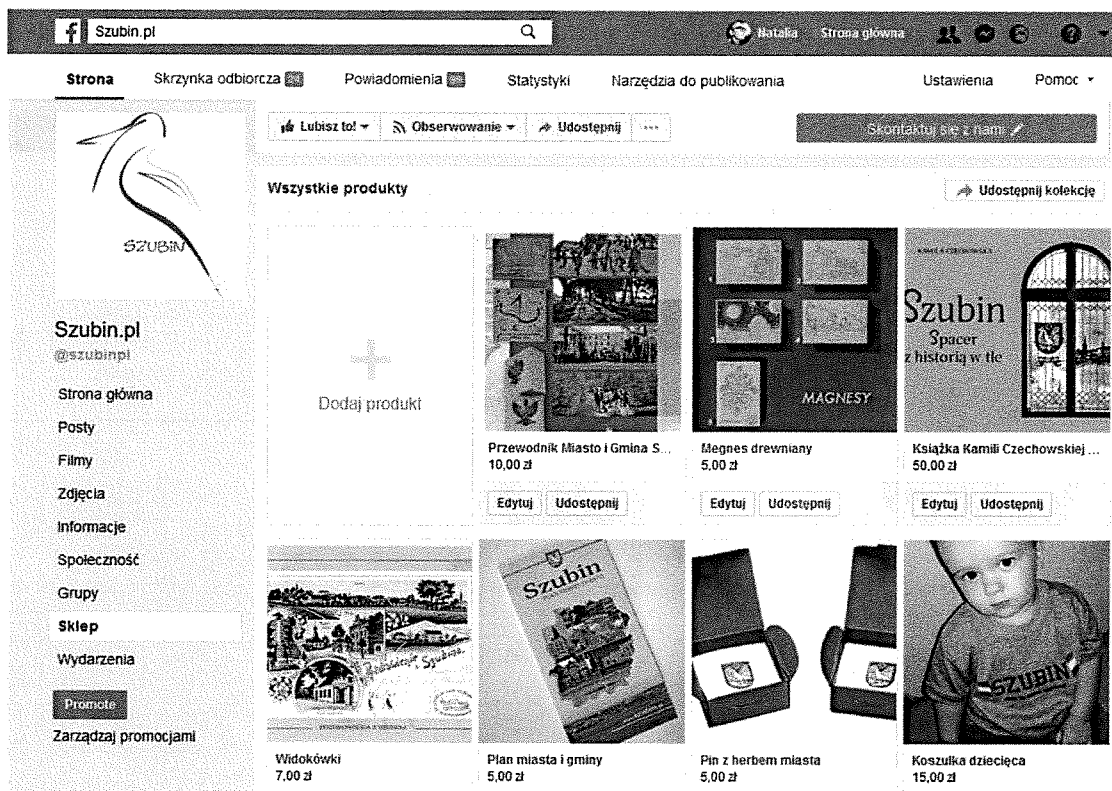 f Szubin.pl
Natalia Strona główna
Strona Skrzynka odbiorcza Powiadomienia Statystyki Narzędzia do publikowania Ustawienia Pomoc
Lubisz to! Obserwowanie Udostępnij ... Skontaktuj się z nami
SZUBIN
Szubin.pl
@szubinpl
Strona główna
Posty
Filmy
Zdjęcia
Informacje
Społeczność
Grupy
Sklep
Wydarzenia
Promote
Zarządzaj promocjami
Wszystkie produkty Udostępnij kolekcję
Dodaj produkt
MAGNESY
Szubin
Spacer
z historią w tle
Przewodnik Miasto i Gmina S...
10,00 zł
Edytuj Udostępnij
Megnes drewniany
5,00 zł
Edytuj Udostępnij
Książka Kamili Czechowskiej ...
50,00 zł
Edytuj Udostępnij
Szubina
Widokówki
7,00 zł
Szubin
Plan miasta i gminy
5,00 zł
Pin z herbem miasta
5,00 zł
SZUBIN
Koszulka dziecięca
15,00 zł